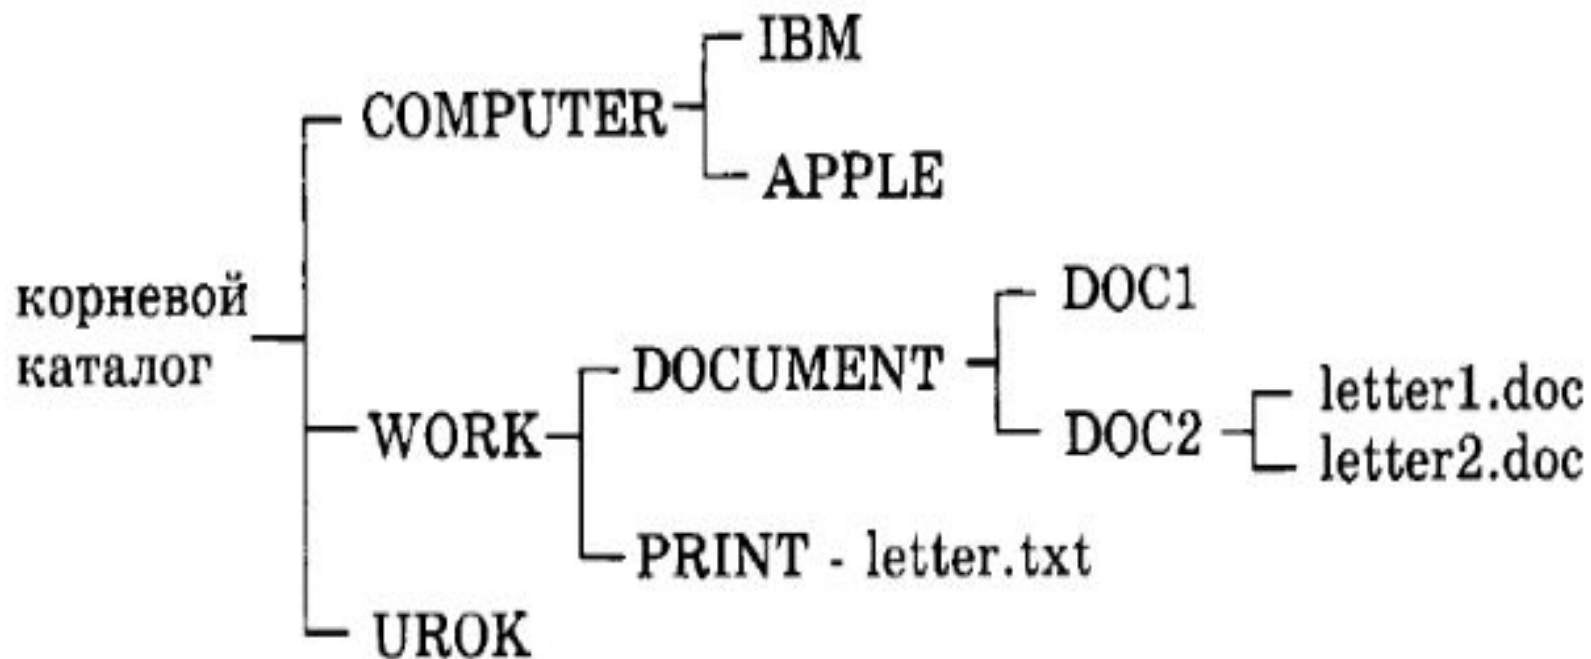 IBM
COMPUTER
APPLE
корневой
каталог
DOC1
DOCUMENT
letter1.doc
WORK
DOC2
letter2.doc
PRINT - letter.txt
UROK